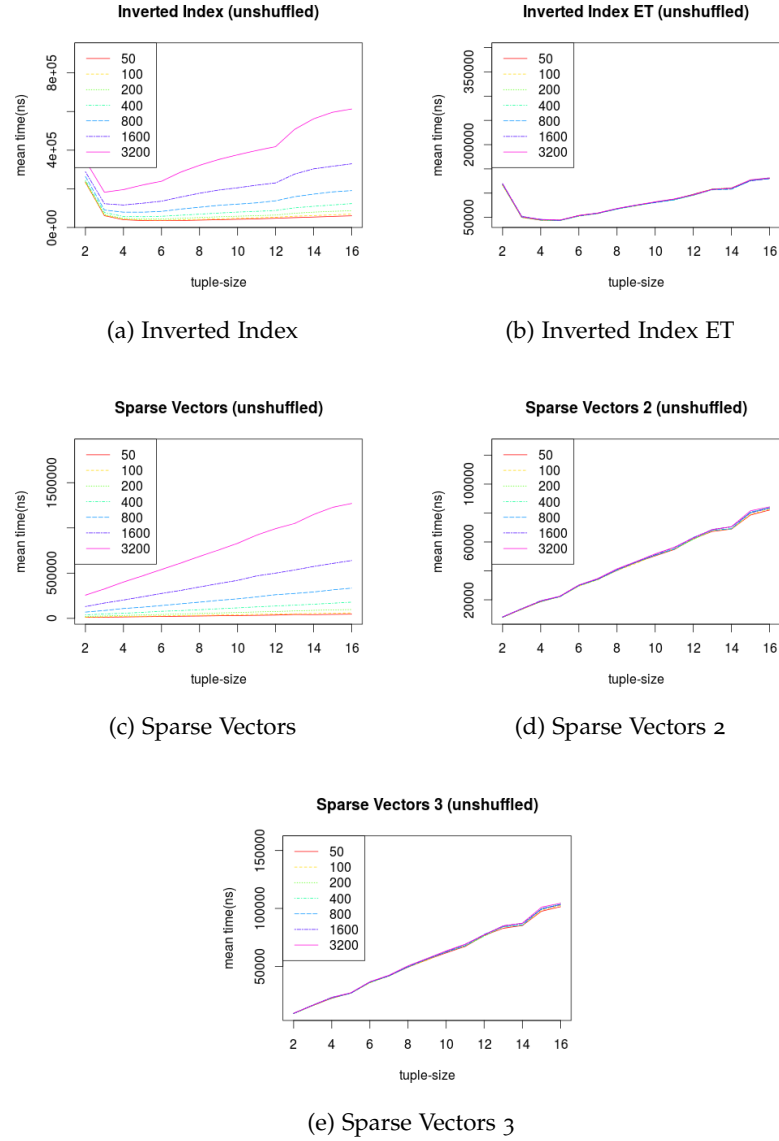 Inverted Index (unshuffled)
mean time(ns)
0e+00 4e+05 8e+05
50
100
200
400
800
1600
3200
2 4 6 8 10 12 14 16
tuple-size
(a) Inverted Index
Inverted Index ET (unshuffled)
mean time(ns)
50000 200000 350000
50
100
200
400
800
1600
3200
2 4 6 8 10 12 14 16
tuple-size
(b) Inverted Index ET
Sparse Vectors (unshuffled)
mean time(ns)
0 500000 1500000
50
100
200
400
800
1600
3200
2 4 6 8 10 12 14 16
tuple-size
(c) Sparse Vectors
Sparse Vectors 2 (unshuffled)
mean time(ns)
20000 60000 100000
50
100
200
400
800
1600
3200
2 4 6 8 10 12 14 16
tuple-size
(d) Sparse Vectors 2
Sparse Vectors 3 (unshuffled)
mean time(ns)
50000 100000 150000
50
100
200
400
800
1600
3200
2 4 6 8 10 12 14 16
tuple-size
(e) Sparse Vectors 3